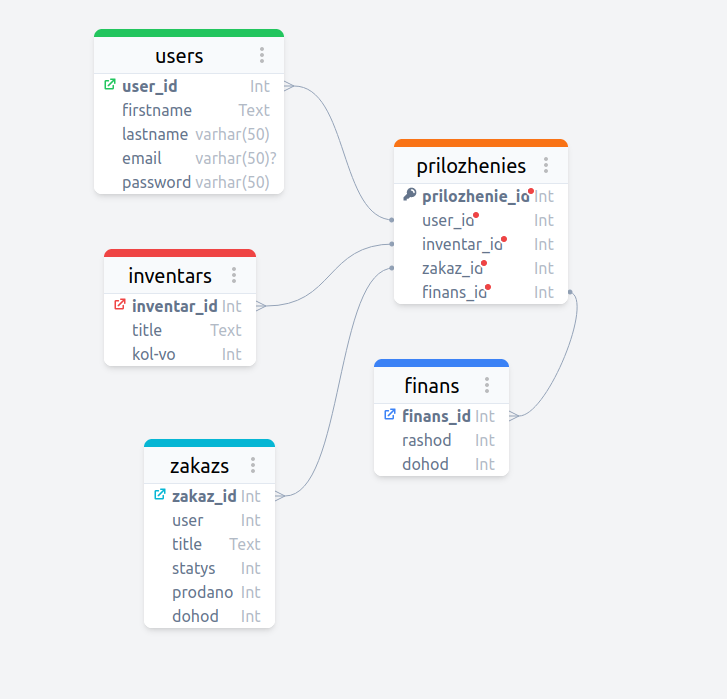 users
user_id Int
firstname Text
lastname varhar(50)
email varhar(50)?
password varhar(50)
prilozhenies
prilozhenie_id Int
user_id Int
inventar_id Int
zakaz_id Int
finans_id Int
inventars
inventar_id Int
title Text
kol-vo Int
finans
finans_id Int
rashod Int
dohod Int
zakazs
zakaz_id Int
user Int
title Text
statys Int
prodano Int
dohod Int